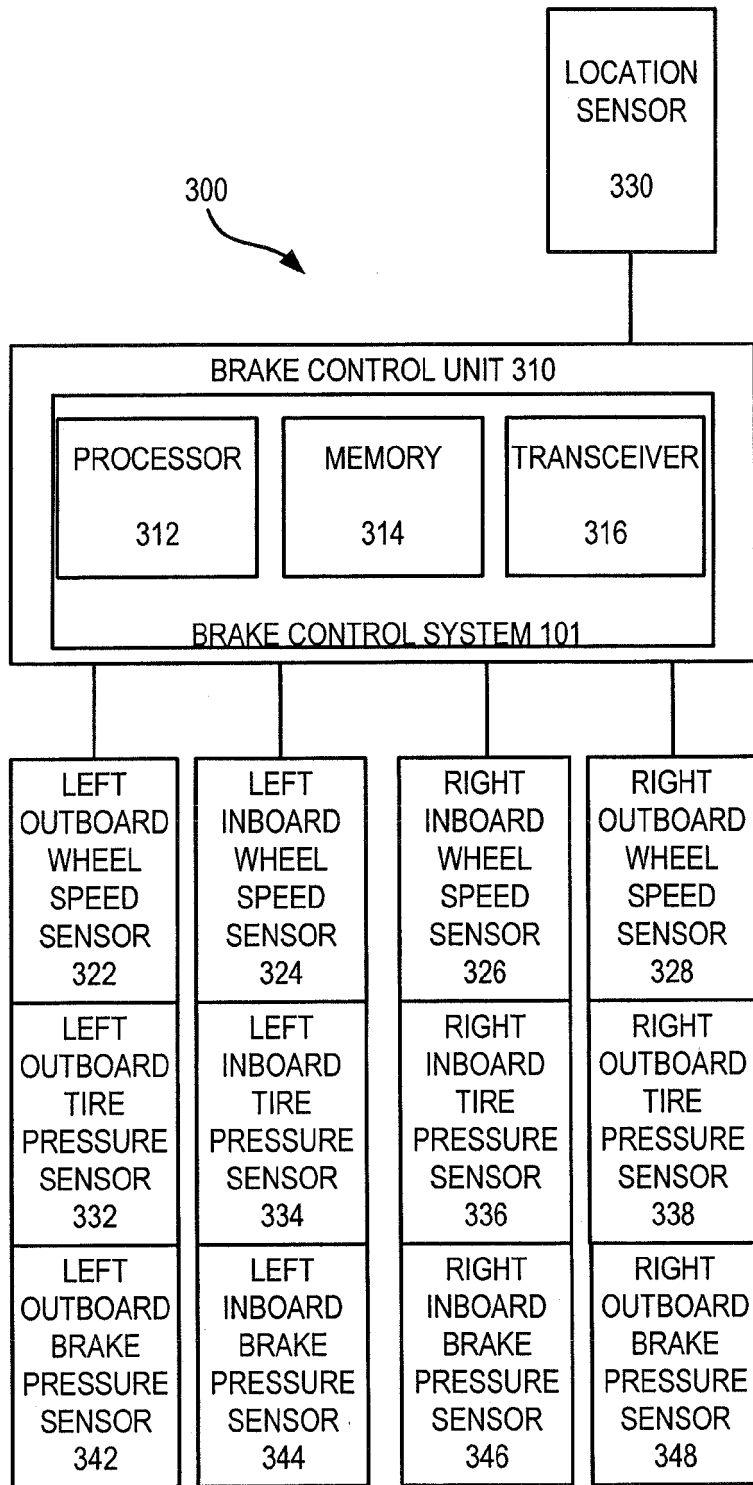 LOCATION
SENSOR
330
300
BRAKE CONTROL UNIT 310
PROCESSOR
312
MEMORY
314
TRANSCEIVER
316
BRAKE CONTROL SYSTEM 101
LEFT
OUTBOARD
WHEEL
SPEED
SENSOR
322
LEFT
INBOARD
WHEEL
SPEED
SENSOR
324
RIGHT
INBOARD
WHEEL
SPEED
SENSOR
326
RIGHT
OUTBOARD
WHEEL
SPEED
SENSOR
328
LEFT
OUTBOARD
TIRE
PRESSURE
SENSOR
332
LEFT
INBOARD
TIRE
PRESSURE
SENSOR
334
RIGHT
INBOARD
TIRE
PRESSURE
SENSOR
336
RIGHT
OUTBOARD
TIRE
PRESSURE
SENSOR
338
LEFT
OUTBOARD
BRAKE
PRESSURE
SENSOR
342
LEFT
INBOARD
BRAKE
PRESSURE
SENSOR
344
RIGHT
INBOARD
BRAKE
PRESSURE
SENSOR
346
RIGHT
OUTBOARD
BRAKE
PRESSURE
SENSOR
348